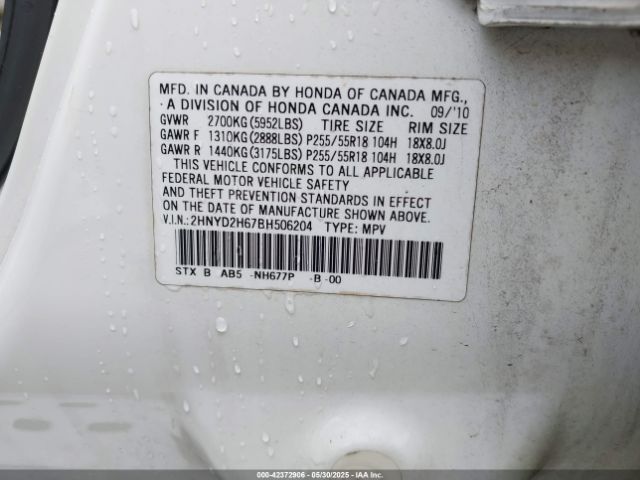 MFD. IN CANADA BY HONDA OF CANADA MFG.,
A DIVISION OF HONDA CANADA INC. 09/'10
GVWR 2700KG(5952LBS) TIRE SIZE RIM SIZE
GAWR F 1310KG(2888LBS) P255/55R18 104H 18X8.0J
GAWR R 1440KG(3175LBS) P255/55R18 104H 18X8.0J
THIS VEHICLE CONFORMS TO ALL APPLICABLE
FEDERAL MOTOR VEHICLE SAFETY
AND THEFT PREVENTION STANDARDS IN EFFECT
ON THE DATE OF MANUFACTURE SHOWN ABOVE.
V.I.N.:2HNYD2H67BH506204 TYPE: MPV
STX B AB5 -NH677P -B -00
000-42372906 - 05/30/2025 - IAAI.COM